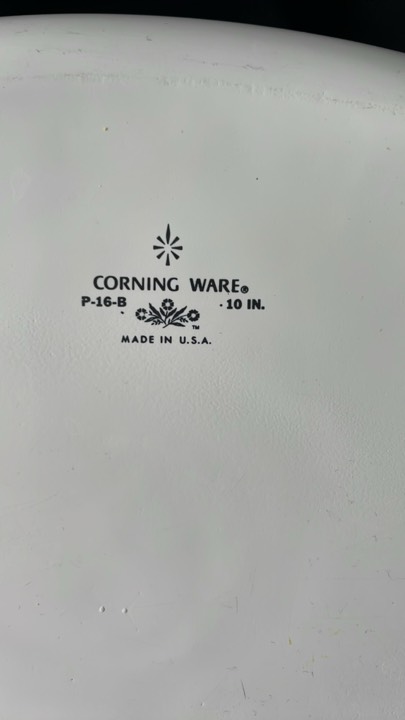 CORNING WARE®
P-16-B · 10 IN.
TM
MADE IN U.S.A.